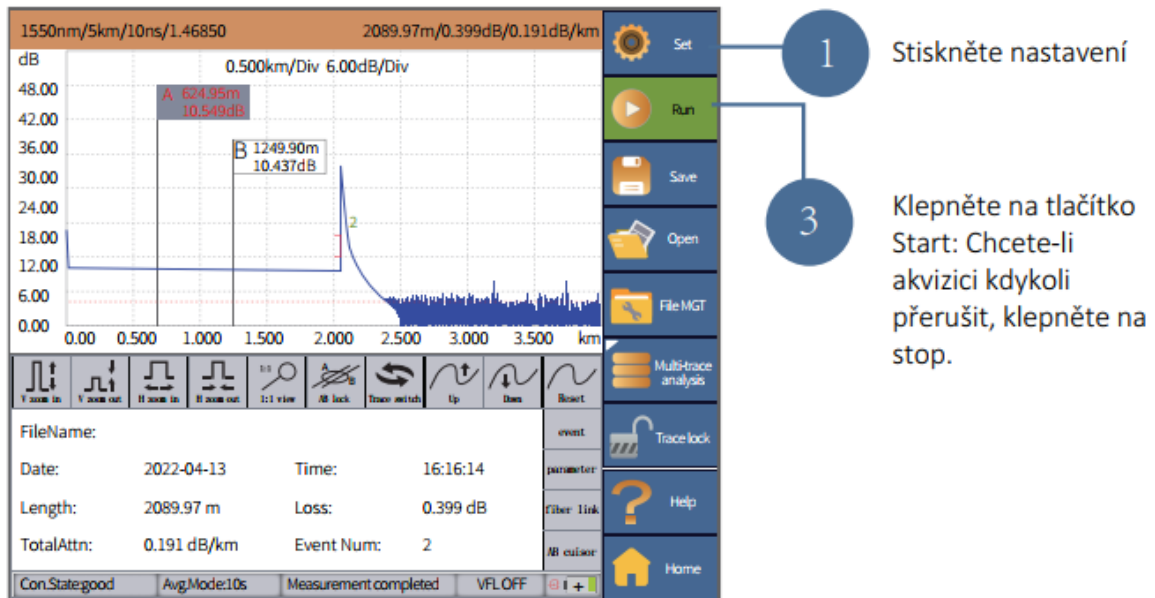 1550nm/5km/10ns/1.46850 2089.97m/0.399dB/0.191dB/km
dB
0.500km/Div 6.00dB/Div
48.00
42.00
36.00
30.00
24.00
18.00
12.00
6.00
0.00
A 624.95m
10.549dB
B 1249.90m
10.437dB
2
0.00 0.500 1.000 1.500 2.000 2.500 3.000 3.500 km
V zoom in V zoom out H zoom in H zoom out 1:1 1:1 view A B AB lock Trace switch Up Down Reset
FileName:
Date: 2022-04-13 Time: 16:16:14
Length: 2089.97 m Loss: 0.399 dB
TotalAttn: 0.191 dB/km Event Num: 2
event
parameter
fiber link
AB cuisor
Con.State:good Avg.Mode:10s Measurement completed VFL OFF
Set
Run
Save
Open
File MGT
Multi-trace
analysis
Trace lock
Help
Home
1
Stiskněte nastavení
3
Klepněte na tlačítko
Start: Chcete-li
akvizici kdykoli
přerušit, klepněte na
stop.